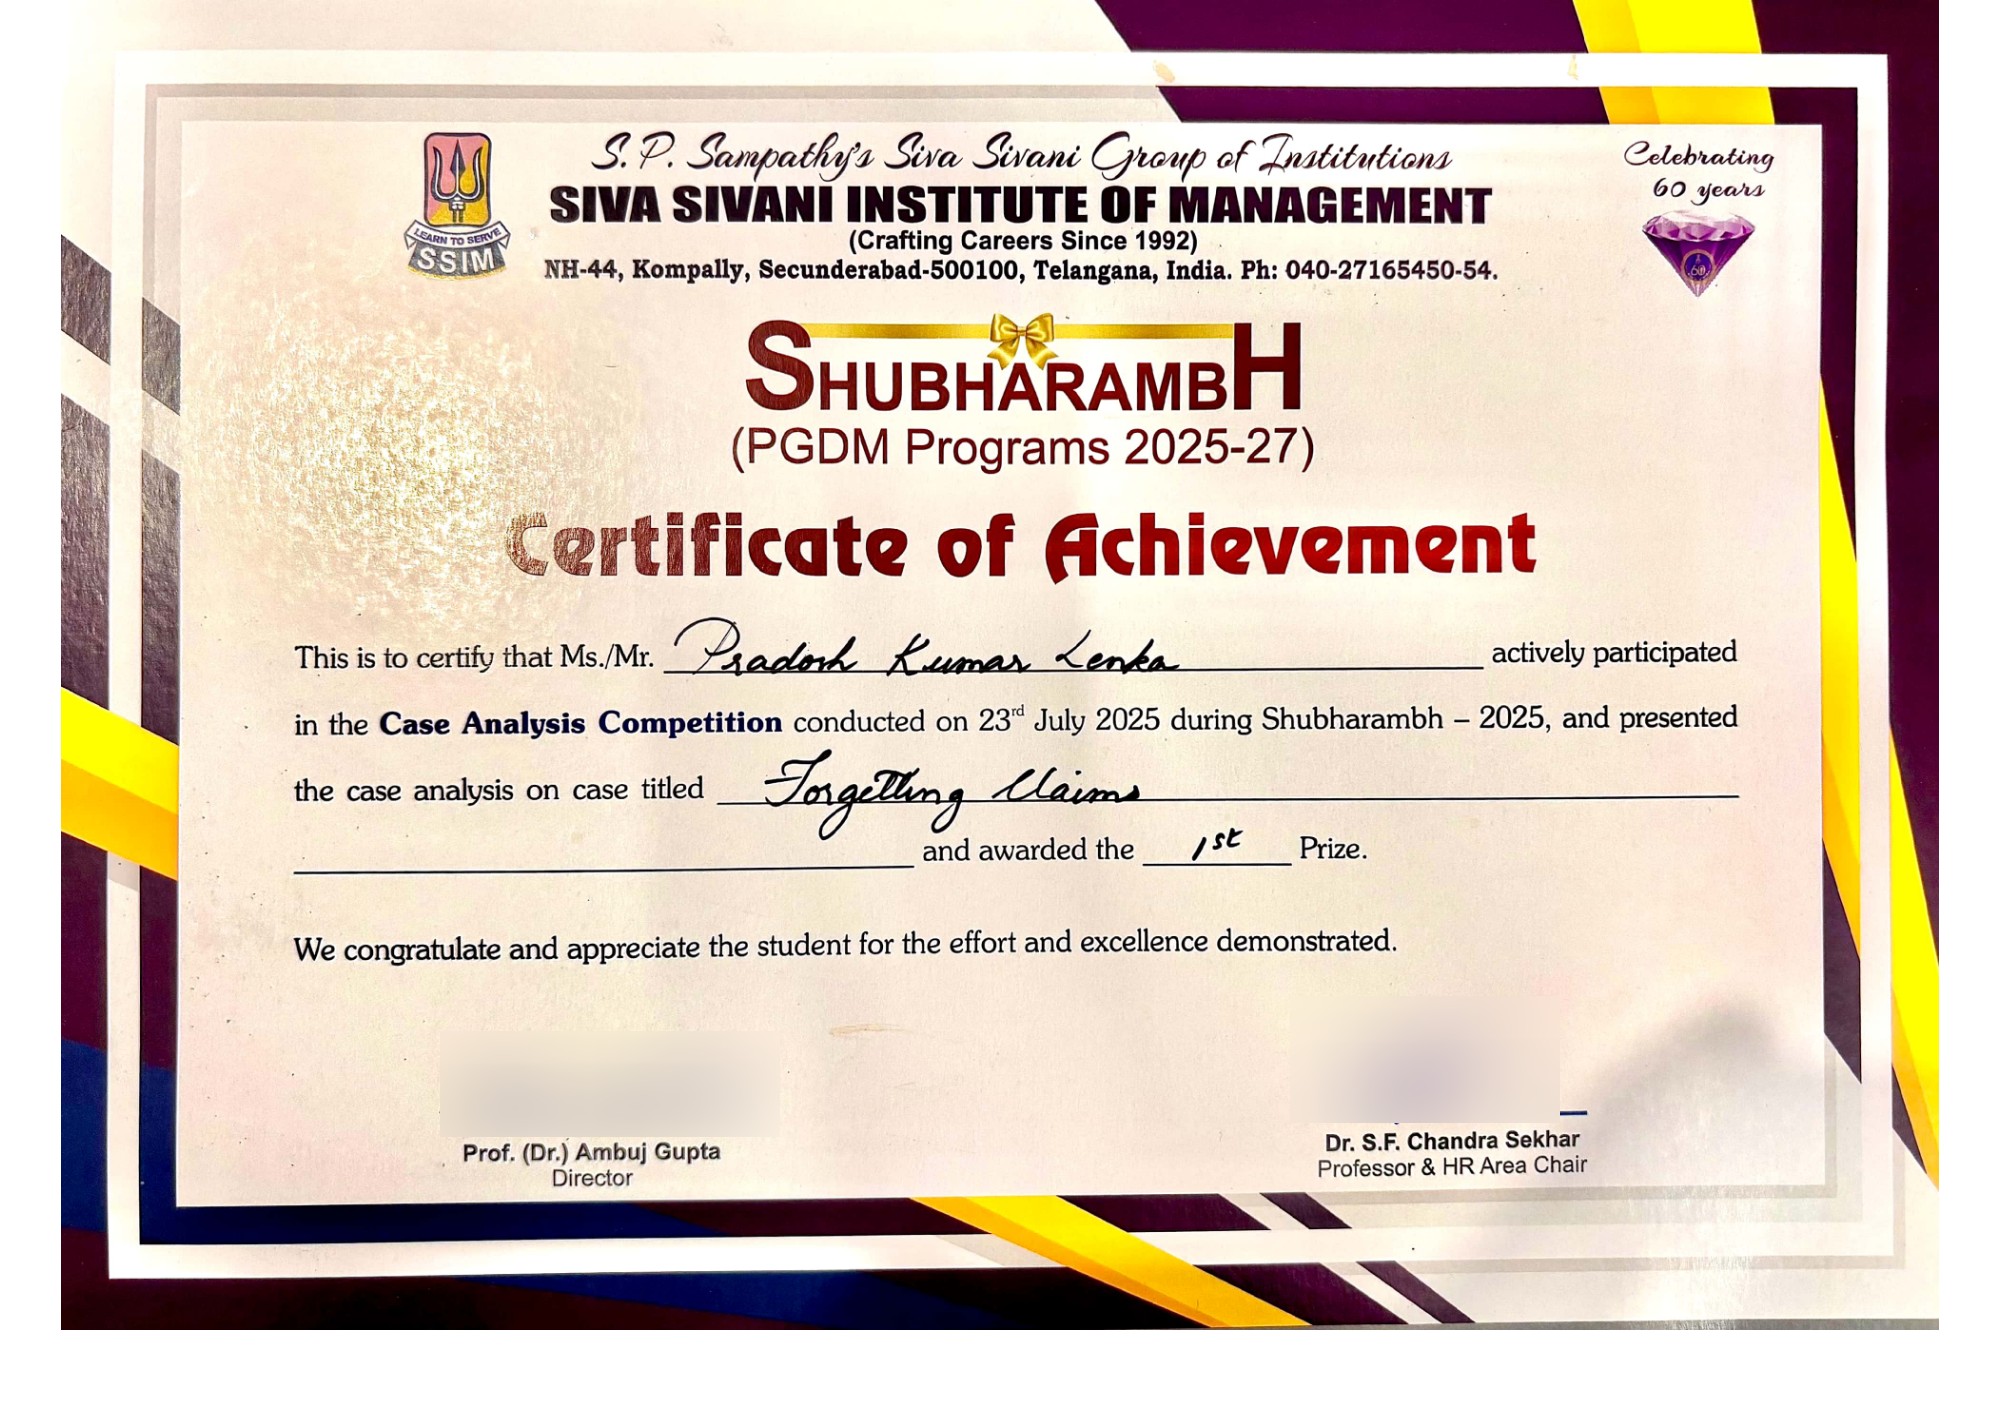 S. P. Sampathy's Siva Sivani Group of Institutions
SIVA SIVANI INSTITUTE OF MANAGEMENT
(Crafting Careers Since 1992)
NH-44, Kompally, Secunderabad-500100, Telangana, India. Ph: 040-27165450-54.
LEARN TO SERVE
SSIM
Celebrating
60 years
60
SHUBHARAMBH
(PGDM Programs 2025-27)
Certificate of Achievement
This is to certify that Ms./Mr. Pradosh Kumar Lenka actively participated
in the Case Analysis Competition conducted on 23rd July 2025 during Shubharambh – 2025, and presented
the case analysis on case titled Forgetting Claims
and awarded the 1st Prize.
We congratulate and appreciate the student for the effort and excellence demonstrated.
Prof. (Dr.) Ambuj Gupta
Director
Dr. S.F. Chandra Sekhar
Professor & HR Area Chair